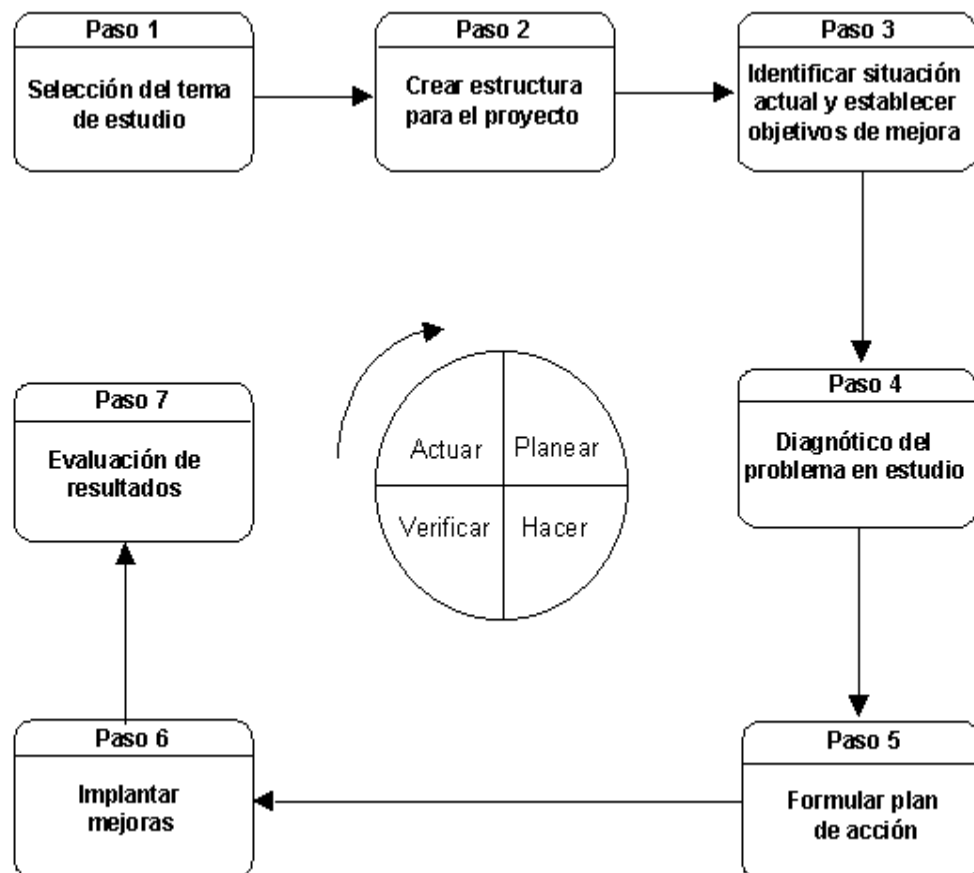 Paso 1
Selección del tema
de estudio
Paso 2
Crear estructura
para el proyecto
Paso 3
Identificar situación
actual y establecer
objetivos de mejora
Paso 4
Diagnótico del
problema en estudio
Paso 5
Formular plan
de acción
Paso 6
Implantar
mejoras
Paso 7
Evaluación de
resultados
Actuar
Planear
Verificar
Hacer